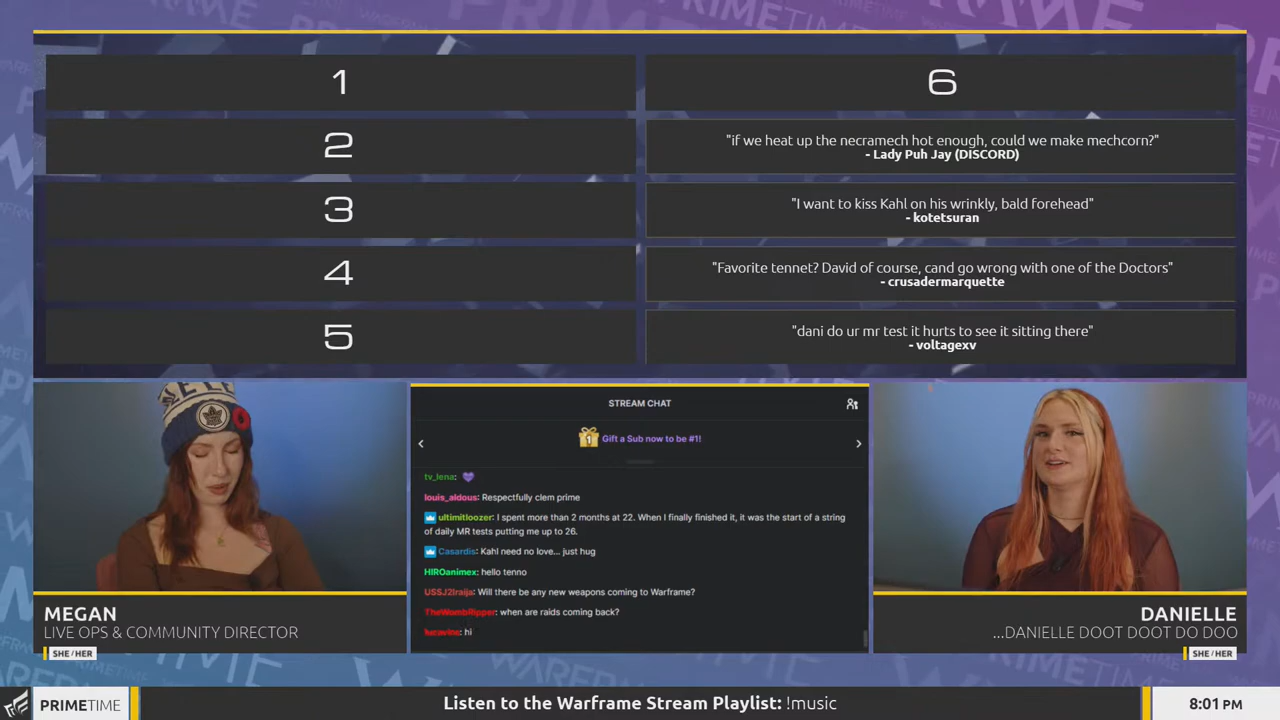 1
2
3
4
5
6
"if we heat up the necramech hot enough, could we make mechcorn?"
- Lady Puh Jay (DISCORD)
"I want to kiss Kahl on his wrinkly, bald forehead"
- kotetsuran
"Favorite tennet? David of course, cand go wrong with one of the Doctors"
- crusadermarquette
"dani do ur mr test it hurts to see it sitting there"
- voltagexv
MEGAN
LIVE OPS & COMMUNITY DIRECTOR
SHE/HER
STREAM CHAT
1 Gift a Sub now to be #1!
tv_lena:
louis_aldous: Respectfully clem prime
ultimitloozer: I spent more than 2 months at 22. When I finally finished it, it was the start of a string
of daily MR tests putting me up to 26.
Casardis: Kahl need no love... just hug
HIROanimex: hello tenno
USSJ2Iraija: Will there be any new weapons coming to Warframe?
TheWombRipper: when are raids coming back?
hi
DANIELLE
...DANIELLE DOOT DOOT DO DOO
SHE/HER
PRIMETIME
Listen to the Warframe Stream Playlist: !music
8:01 PM